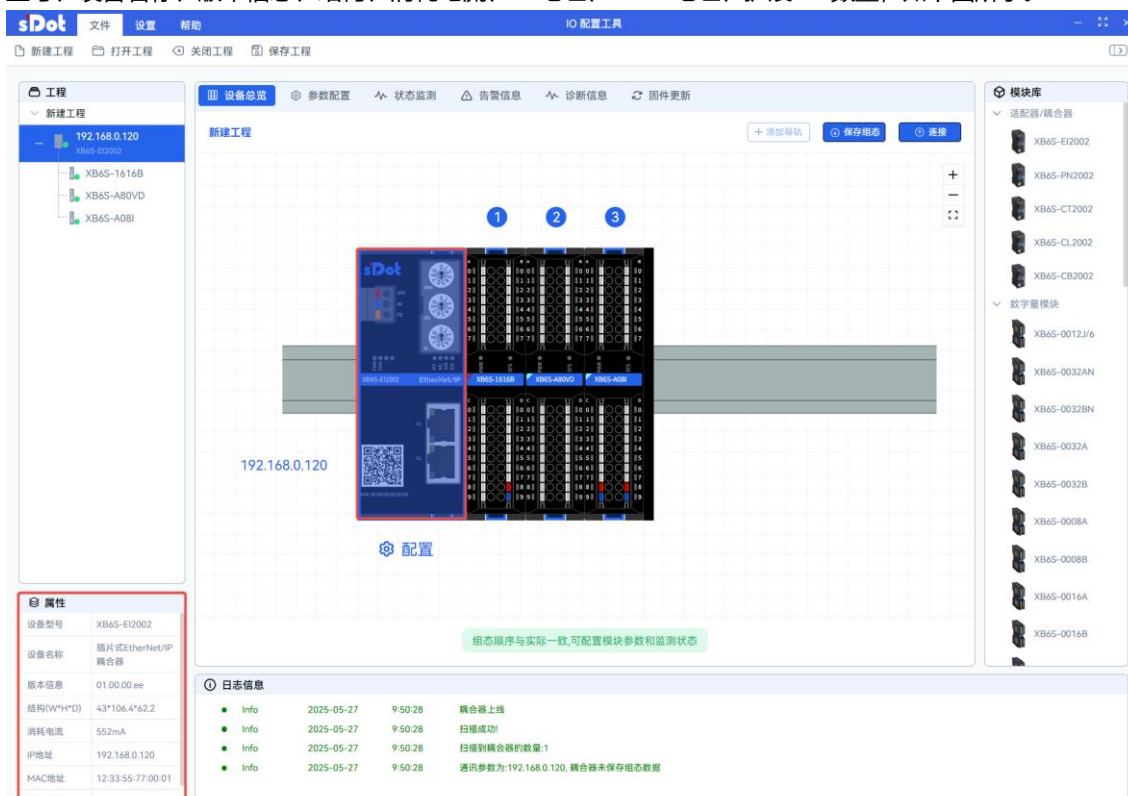 sDot 文件 设置 帮助 IO 配置工具
新建工程 打开工程 关闭工程 保存工程
工程
新建工程
192.168.0.120
XB6S-EI2002
XB6S-1616B
XB6S-A80VD
XB6S-A08I
设备总览 参数配置 状态监测 告警信息 诊断信息 固件更新
新建工程
+ 添加导轨 保存组态 连接
1 2 3
sDot
XB6S-EI2002 EtherNet/IP XB6S-1616B XB6S-A80VD XB6S-A08I
192.168.0.120
配置
组态顺序与实际一致,可配置模块参数和监测状态
模块库
适配器/耦合器
XB6S-EI2002
XB6S-PN2002
XB6S-CT2002
XB6S-CL2002
XB6S-CB2002
数字量模块
XB6S-0012J/6
XB6S-0032AN
XB6S-0032BN
XB6S-0032A
XB6S-0032B
XB6S-0008A
XB6S-0008B
XB6S-0016A
XB6S-0016B
属性
设备型号 XB6S-EI2002
设备名称 插片式EtherNet/IP
耦合器
版本信息 01.00.00.ee
结构(W*H*D) 43*106.4*62.2
消耗电流 552mA
IP地址 192.168.0.120
MAC地址 12:33:55:77:00:01
日志信息
Info 2025-05-27 9:50:28 耦合器上线
Info 2025-05-27 9:50:28 扫描成功!
Info 2025-05-27 9:50:28 扫描到耦合器的数量:1
Info 2025-05-27 9:50:28 通讯参数为:192.168.0.120, 耦合器未保存组态数据